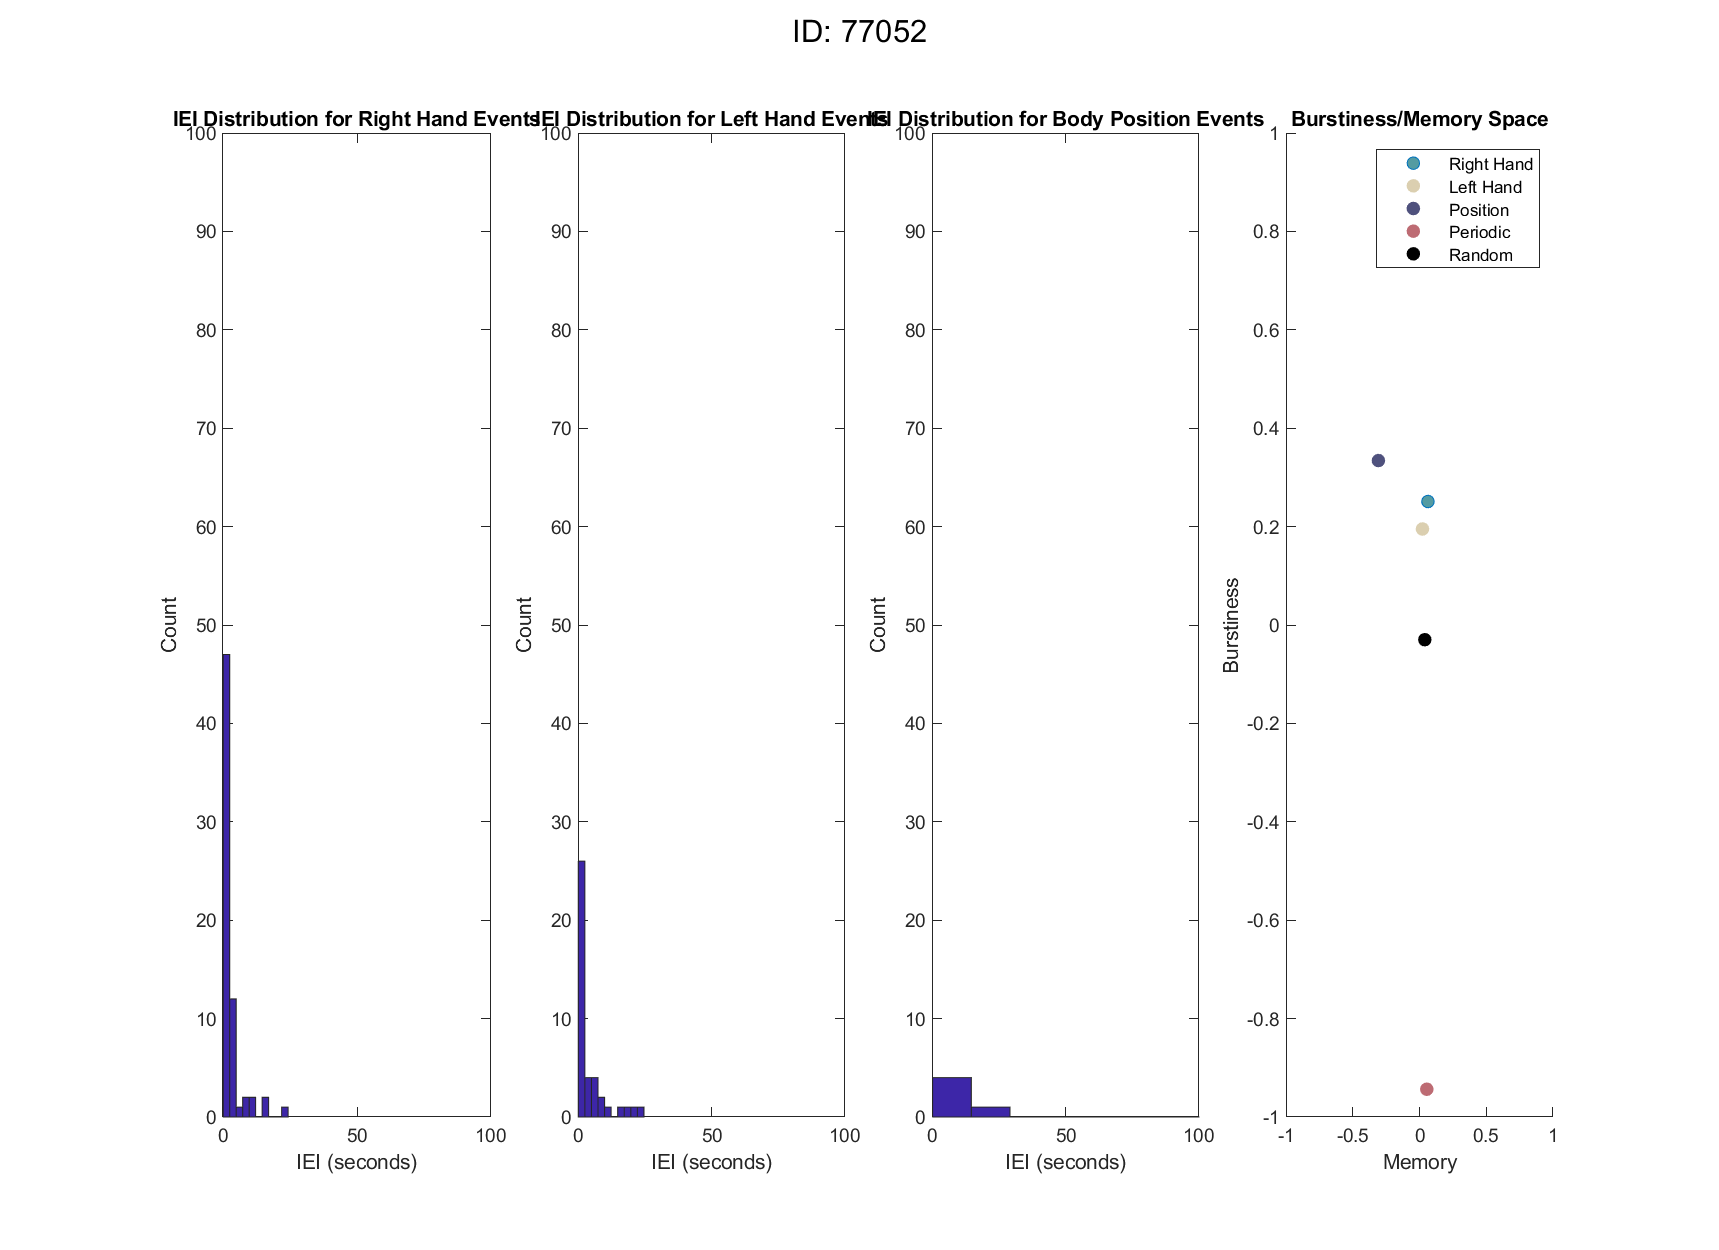 ID: 77052
IEI Distribution for Right Hand Events
100
90
80
70
60
50
40
30
20
10
0
Count
0 50 100
IEI (seconds)
IEI Distribution for Left Hand Events
100
90
80
70
60
50
40
30
20
10
0
Count
0 50 100
IEI (seconds)
IEI Distribution for Body Position Events
100
90
80
70
60
50
40
30
20
10
0
Count
0 50 100
IEI (seconds)
Burstiness/Memory Space
1
0.8
0.6
0.4
0.2
0
-0.2
-0.4
-0.6
-0.8
-1
Burstiness
-1 -0.5 0 0.5 1
Memory
Right Hand
Left Hand
Position
Periodic
Random